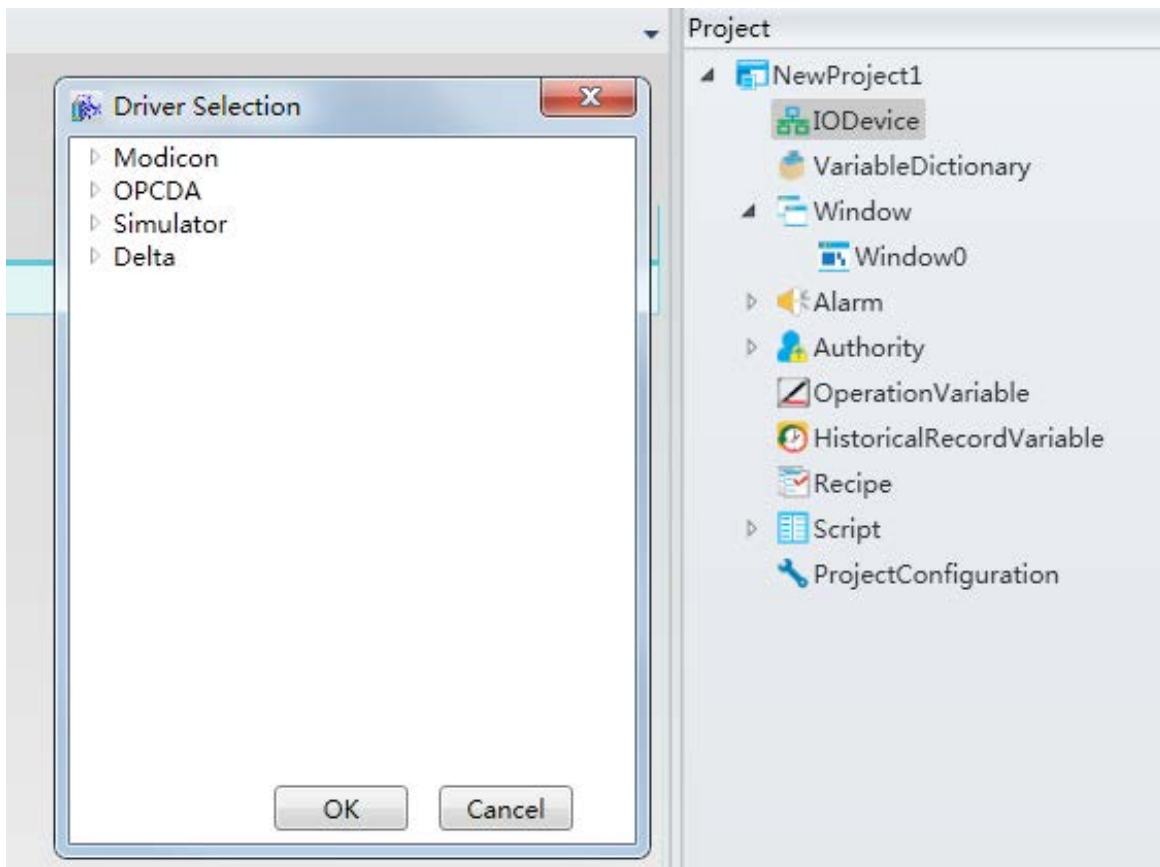 Driver Selection
Modicon
OPCDA
Simulator
Delta
OK
Cancel
Project
NewProject1
IODevice
VariableDictionary
Window
Window0
Alarm
Authority
OperationVariable
HistoricalRecordVariable
Recipe
Script
ProjectConfiguration